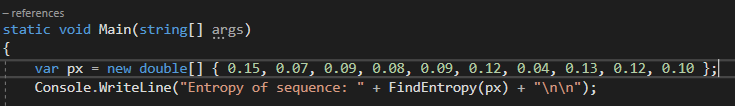 – references
static void Main(string[] args)
{
var px = new double[] { 0.15, 0.07, 0.09, 0.08, 0.09, 0.12, 0.04, 0.13, 0.12, 0.10 };
Console.WriteLine("Entropy of sequence: " + FindEntropy(px) + "\n\n");